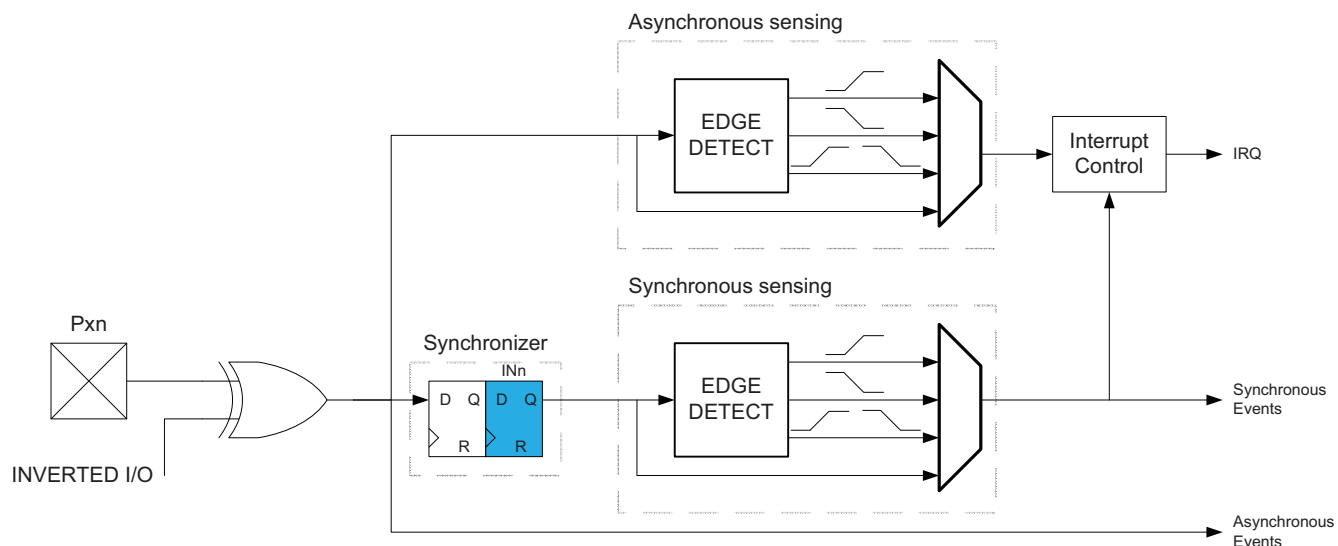 Asynchronous sensing
EDGE
DETECT
Interrupt
Control
IRQ
Synchronous sensing
Pxn
Synchronizer
INn
D Q D Q
R R
EDGE
DETECT
Synchronous
Events
INVERTED I/O
Asynchronous
Events